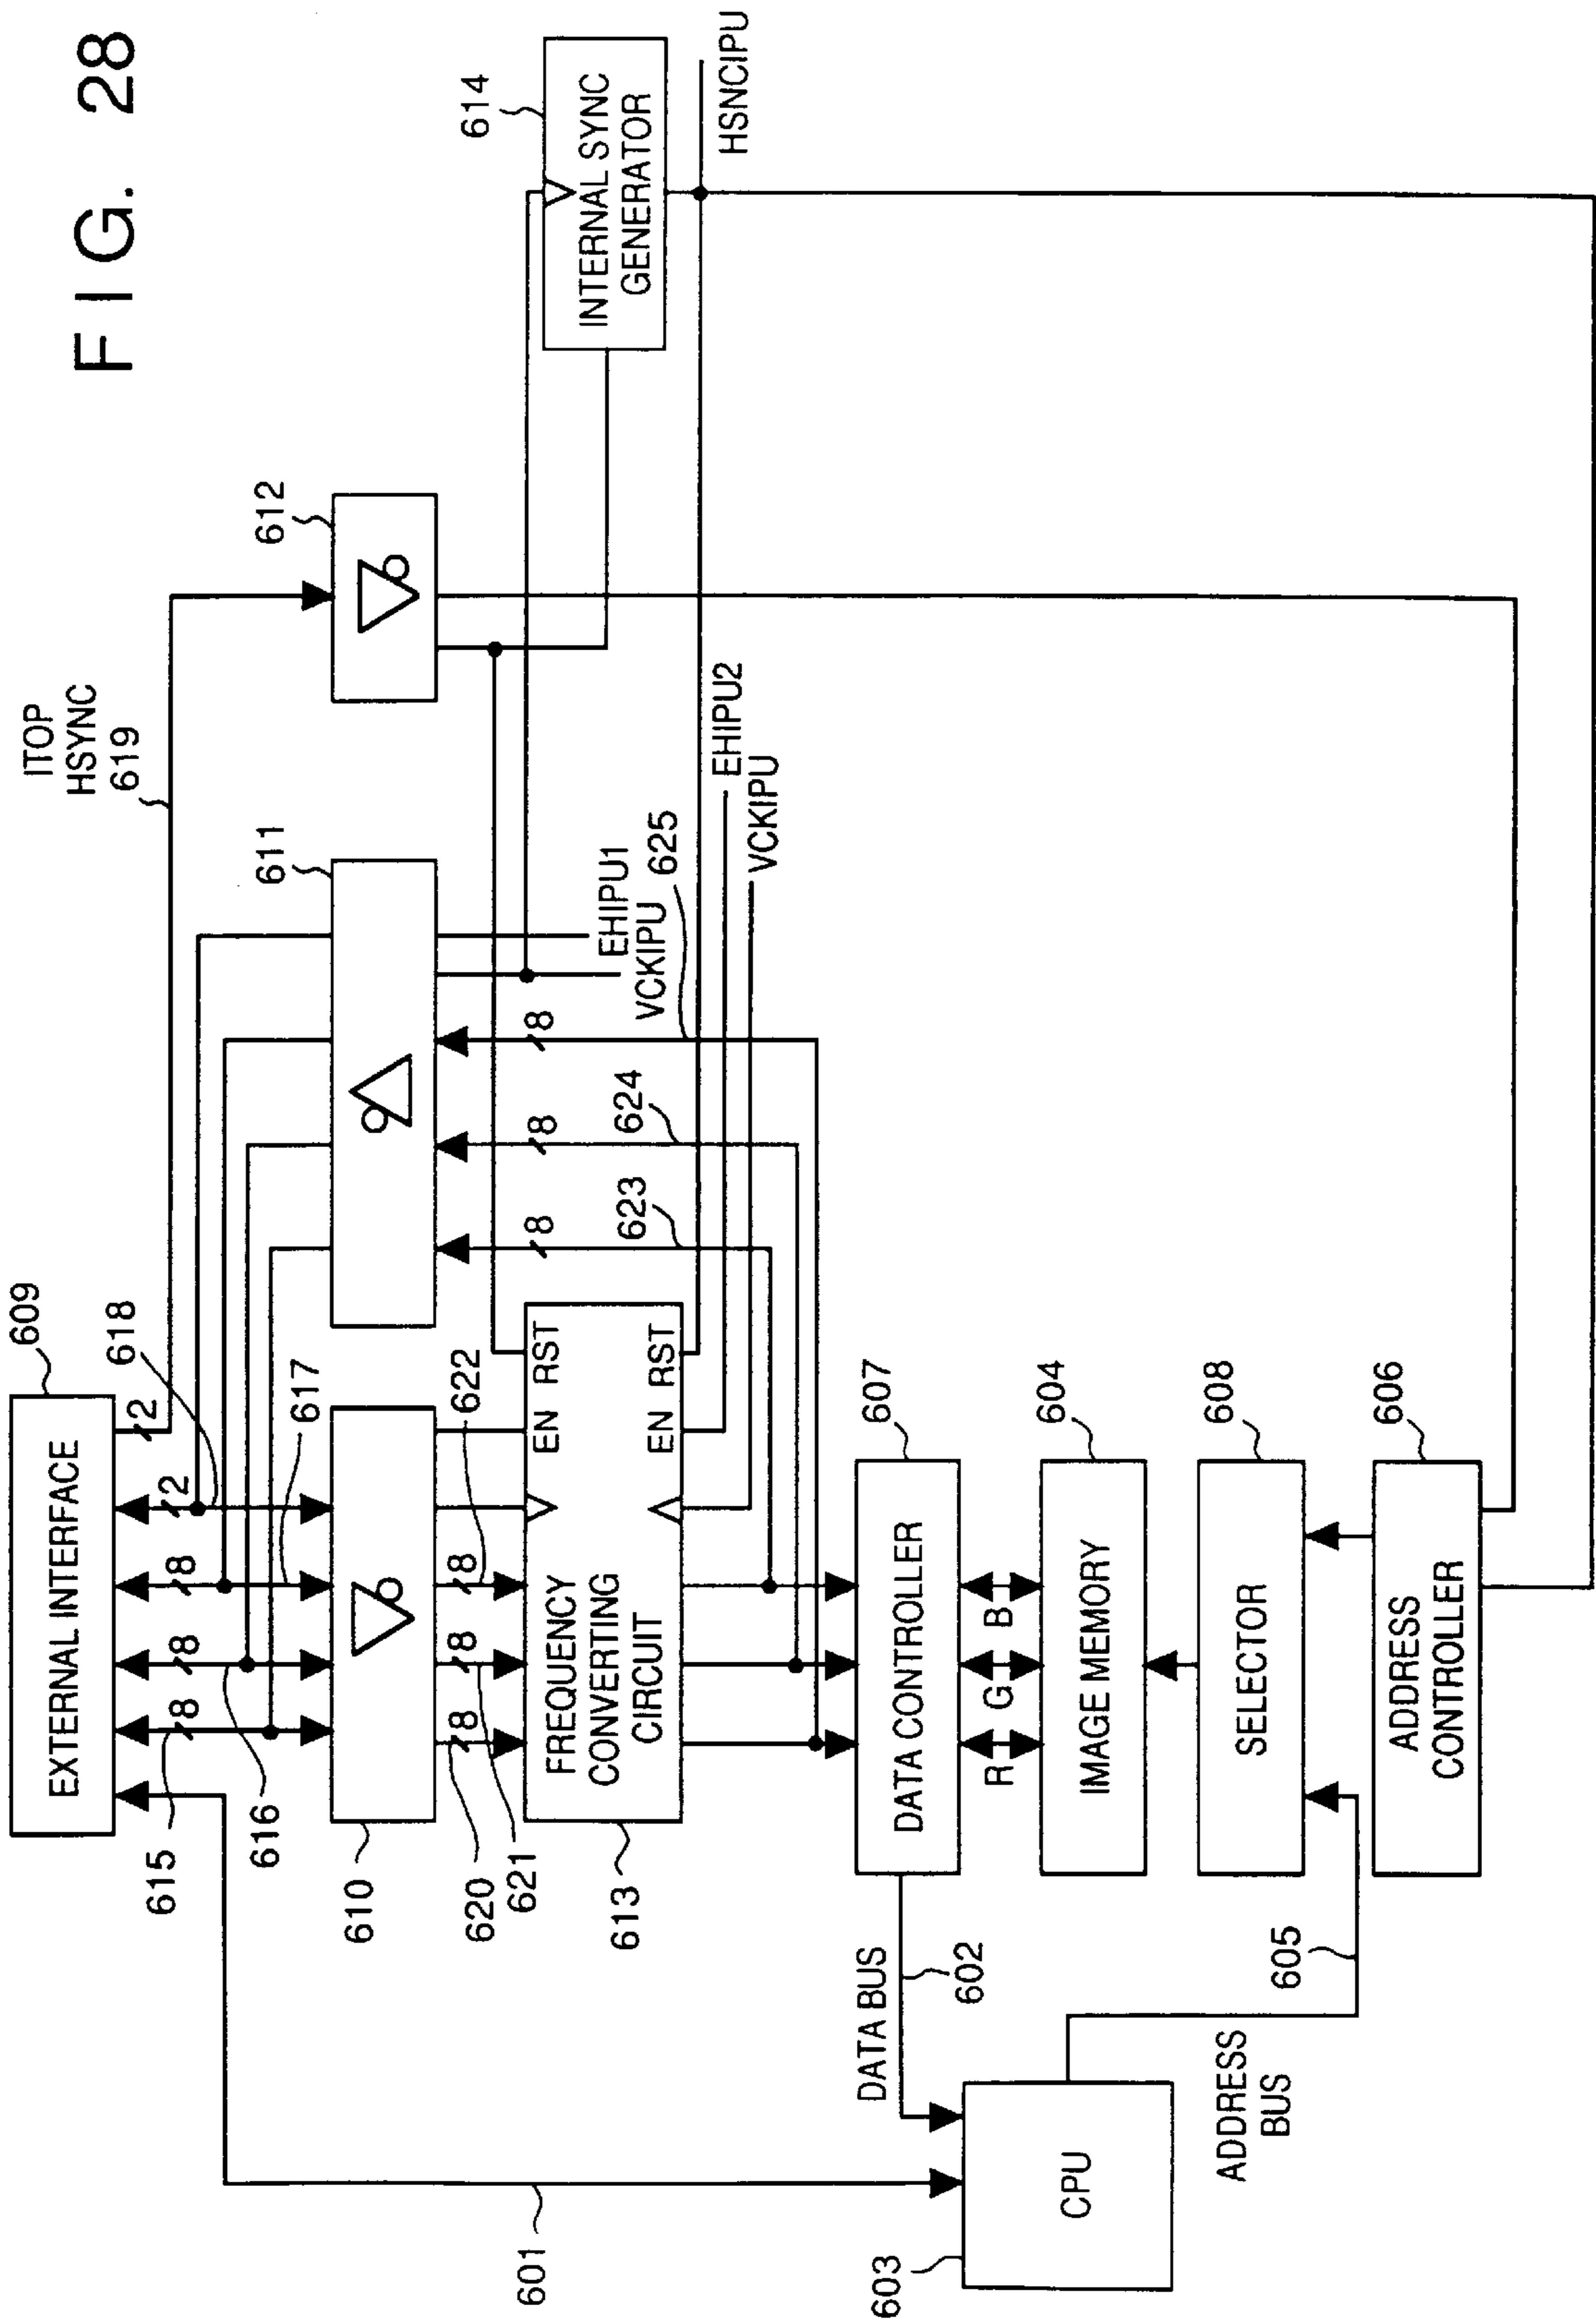 FIG. 28
609
EXTERNAL INTERFACE
2
2
8
8
8
618
617
615
616
ITOP
HSYNC
619
610
611
612
614
INTERNAL SYNC
GENERATOR
HSNCIPU
8
8
8
620
621
622
EHIPU1
VCKIPU
8
8
8
623
624
625
613
FREQUENCY
CONVERTING
CIRCUIT
EN
RST
EN
RST
EHIPU2
VCKIPU
607
DATA CONTROLLER
R
G
B
604
IMAGE MEMORY
608
SELECTOR
606
ADDRESS
CONTROLLER
DATA BUS
602
605
ADDRESS
BUS
601
603
CPU